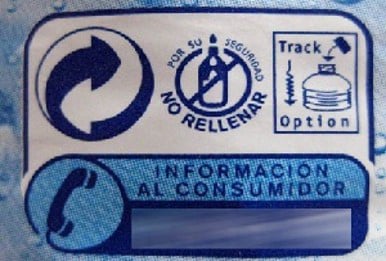 POR SU SEGURIDAD
NO RELLENAR
Track
Option
INFORMACION
AL CONSUMIDOR